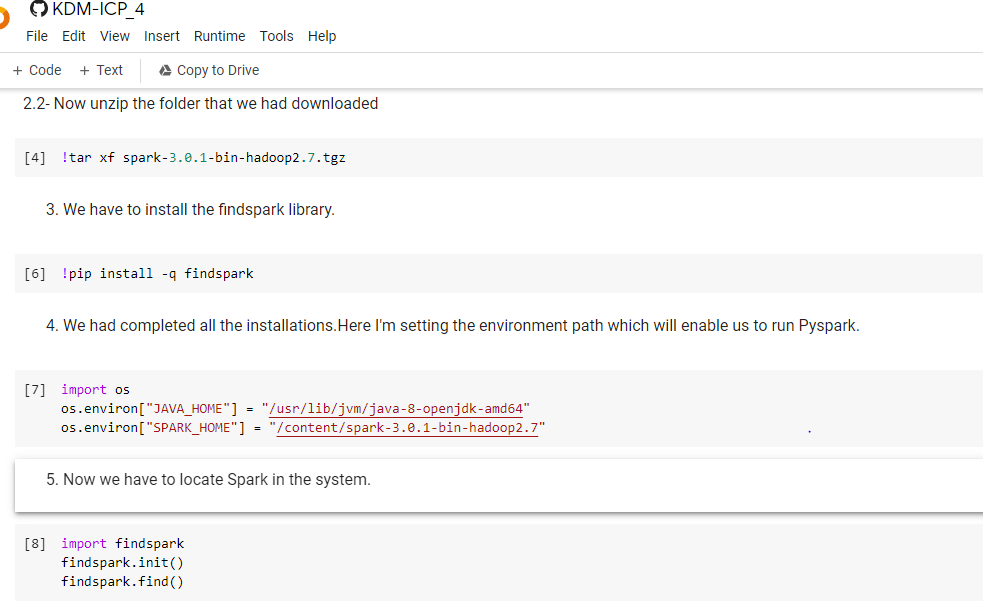 KDM-ICP_4
File Edit View Insert Runtime Tools Help
+ Code + Text Copy to Drive
2.2- Now unzip the folder that we had downloaded
[4] !tar xf spark-3.0.1-bin-hadoop2.7.tgz
3. We have to install the findspark library.
[6] !pip install -q findspark
4. We had completed all the installations.Here I'm setting the environment path which will enable us to run Pyspark.
[7] import os
os.environ["JAVA_HOME"] = "/usr/lib/jvm/java-8-openjdk-amd64"
os.environ["SPARK_HOME"] = "/content/spark-3.0.1-bin-hadoop2.7"
5. Now we have to locate Spark in the system.
[8] import findspark
findspark.init()
findspark.find()